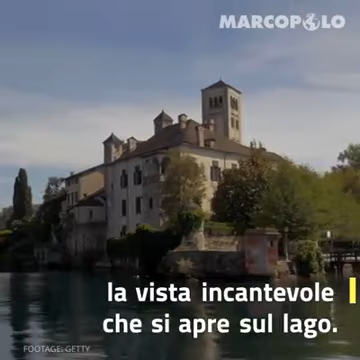 MARCOPOLO
la vista incantevole
che si apre sul lago.
FOOTAGE: GETTY